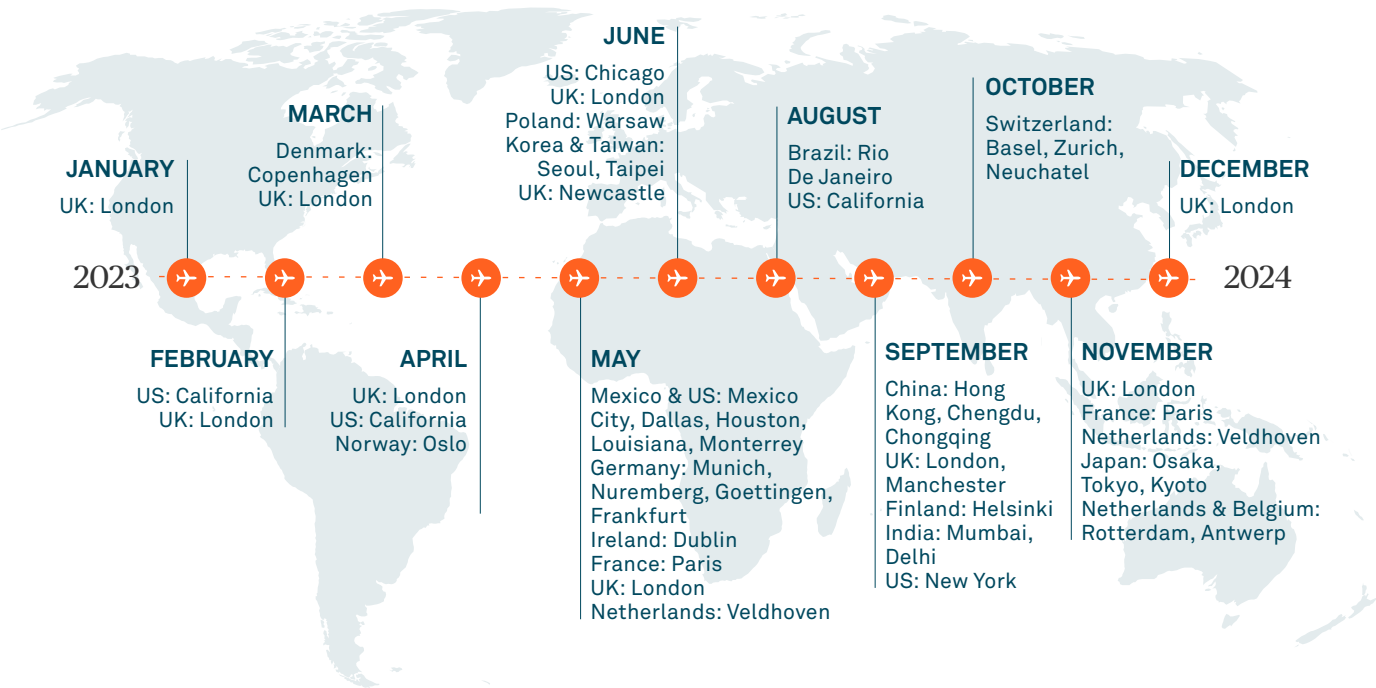 2023
JANUARY
UK: London
FEBRUARY
US: California
UK: London
MARCH
Denmark:
Copenhagen
UK: London
APRIL
UK: London
US: California
Norway: Oslo
MAY
Mexico & US: Mexico
City, Dallas, Houston,
Louisiana, Monterrey
Germany: Munich,
Nuremberg, Goettingen,
Frankfurt
Ireland: Dublin
France: Paris
UK: London
Netherlands: Veldhoven
JUNE
US: Chicago
UK: London
Poland: Warsaw
Korea & Taiwan:
Seoul, Taipei
UK: Newcastle
AUGUST
Brazil: Rio
De Janeiro
US: California
SEPTEMBER
China: Hong
Kong, Chengdu,
Chongqing
UK: London,
Manchester
Finland: Helsinki
India: Mumbai,
Delhi
US: New York
OCTOBER
Switzerland:
Basel, Zurich,
Neuchatel
NOVEMBER
UK: London
France: Paris
Netherlands: Veldhoven
Japan: Osaka,
Tokyo, Kyoto
Netherlands & Belgium:
Rotterdam, Antwerp
DECEMBER
UK: London
2024